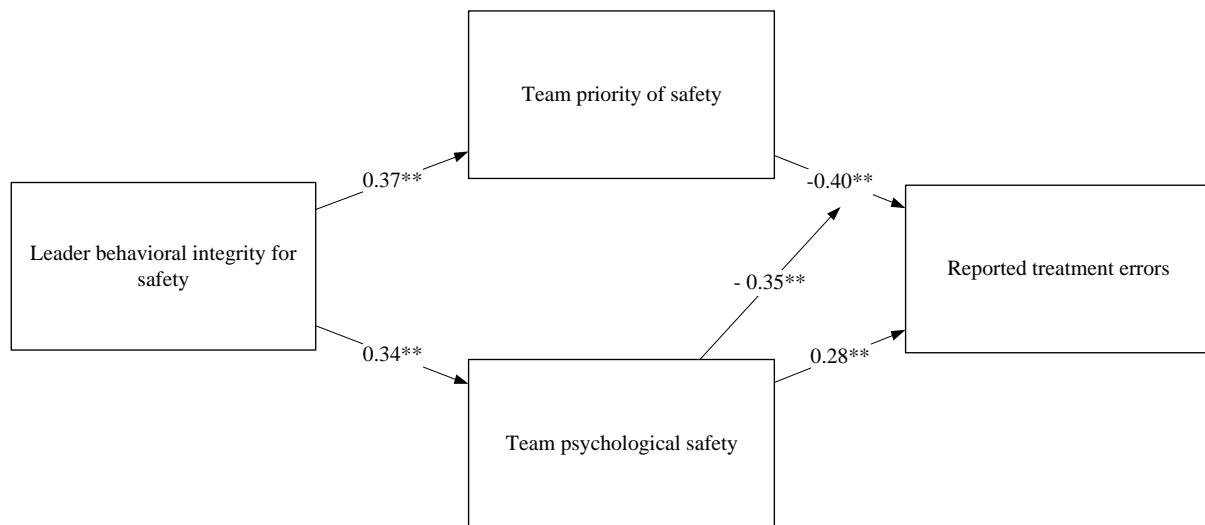 Team priority of safety
0.37**
-0.40**
Leader behavioral integrity for
safety
Reported treatment errors
- 0.35**
0.34**
0.28**
Team psychological safety